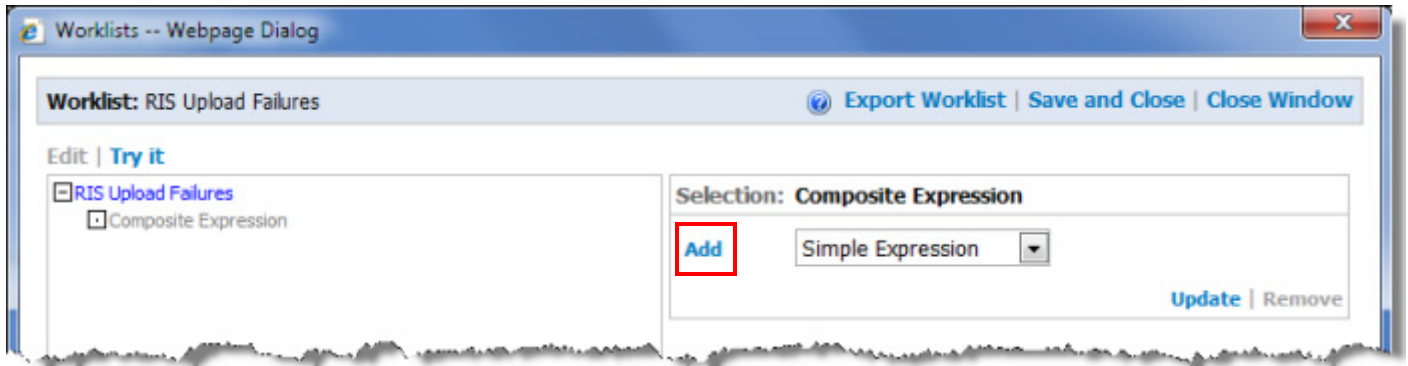 Worklists -- Webpage Dialog
Worklist: RIS Upload Failures
Export Worklist | Save and Close | Close Window
Edit | Try it
RIS Upload Failures
Composite Expression
Selection: Composite Expression
Add
Simple Expression
Update | Remove